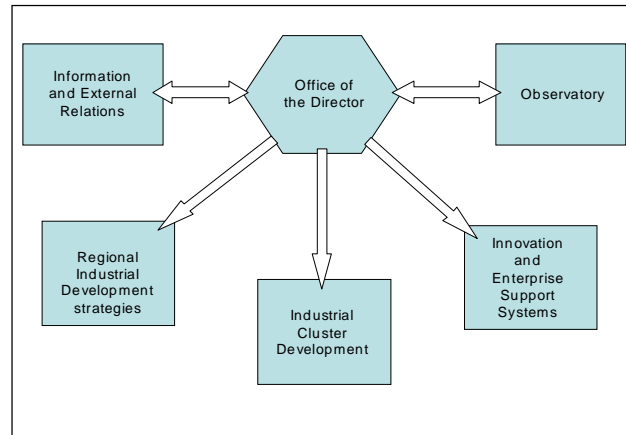 Information
and External
Relations
Office of
the Director
Observatory
Regional
Industrial
Development
strategies
Industrial
Cluster
Development
Innovation
and
Enterprise
Support
Systems